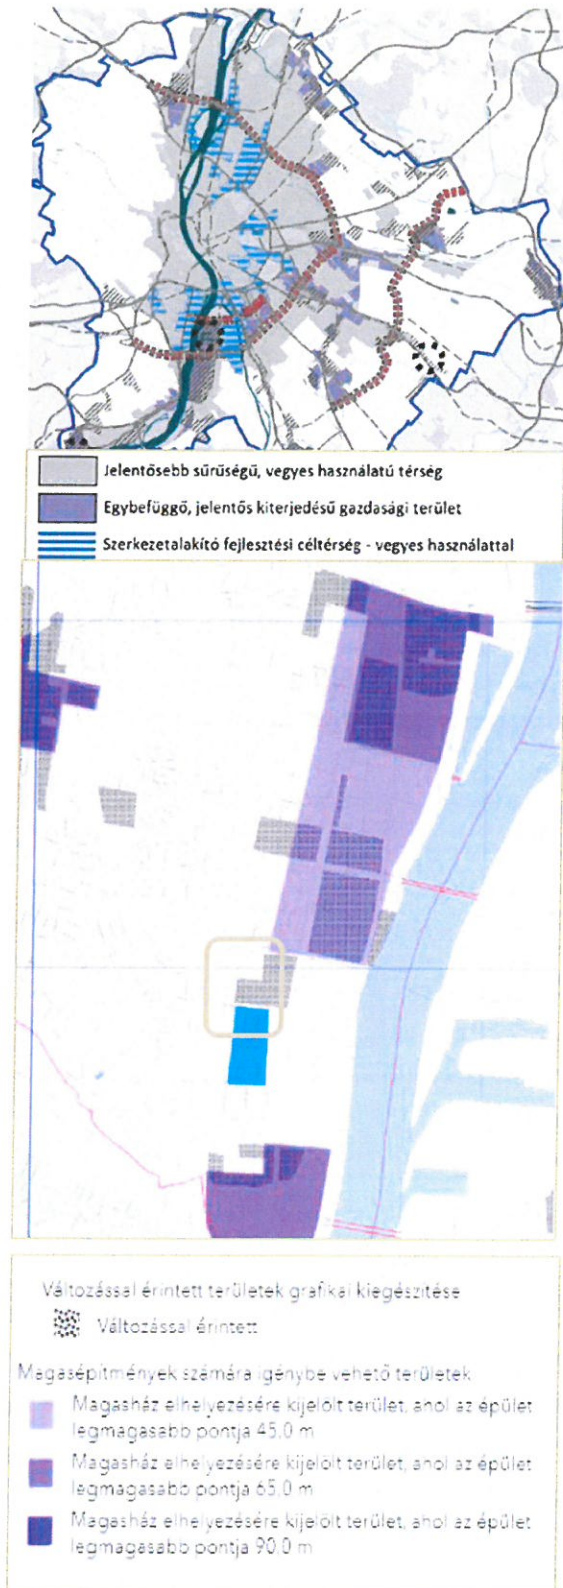 Jelentősebb sűrűségű, vegyes használatú térség
Egybefüggő, jelentős kiterjedésű gazdasági terület
Szerkezetalakító fejlesztési céltérség - vegyes használattal
Változással érintett területek grafikai kiegészítése
Változással érintett
Magasépítmények számára igénybe vehető területek
Magasház elhelyezésére kijelölt terület, ahol az épület
legmagasabb pontja 45.0 m
Magasház elhelyezésére kijelölt terület, ahol az épület
legmagasabb pontja 65.0 m
Magasház elhelyezésére kijelölt terület, ahol az épület
legmagasabb pontja 90.0 m